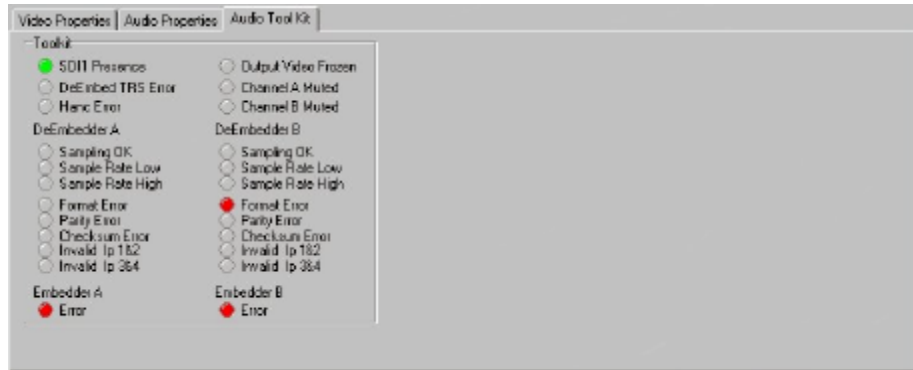 Video Properties Audio Properties Audio Tool Kit
Toolkit
SDI1 Presence Output Video Frozen
DeEmbed TRS Error Channel A Muted
Hanc Error Channel B Muted
DeEmbedder A DeEmbedder B
Sampling OK Sampling OK
Sample Rate Low Sample Rate Low
Sample Rate High Sample Rate High
Format Error Format Error
Parity Error Parity Error
Checksum Error Checksum Error
Invalid Ip 1&2 Invalid Ip 1&2
Invalid Ip 3&4 Invalid Ip 3&4
Embedder A Embedder B
Error Error